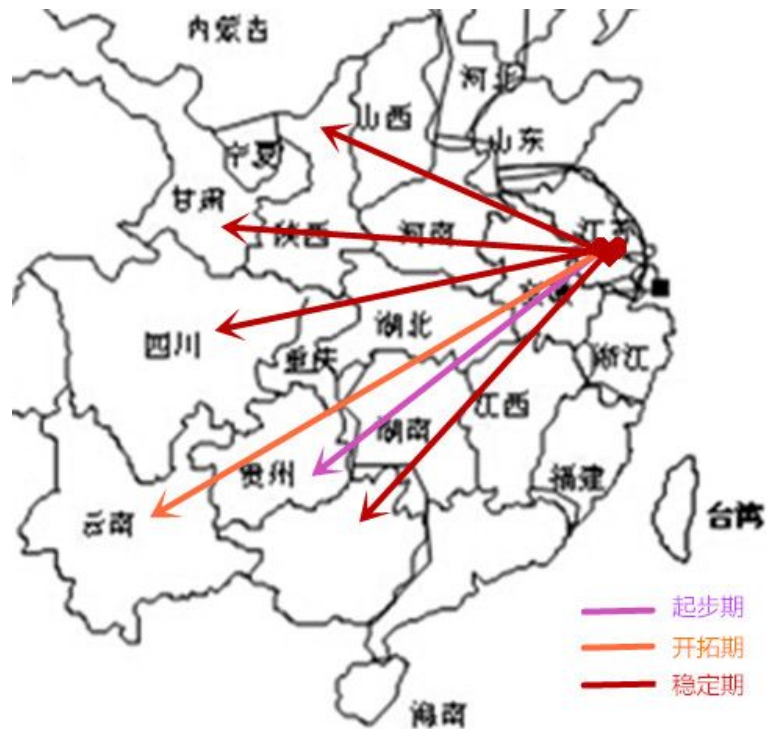 内蒙古
河北
山西
山东
宁夏
甘肃
陕西
河南
江苏
安徽
湖北
四川
重庆
浙江
江西
湖南
贵州
福建
云南
台湾
起步期
开拓期
稳定期
海南